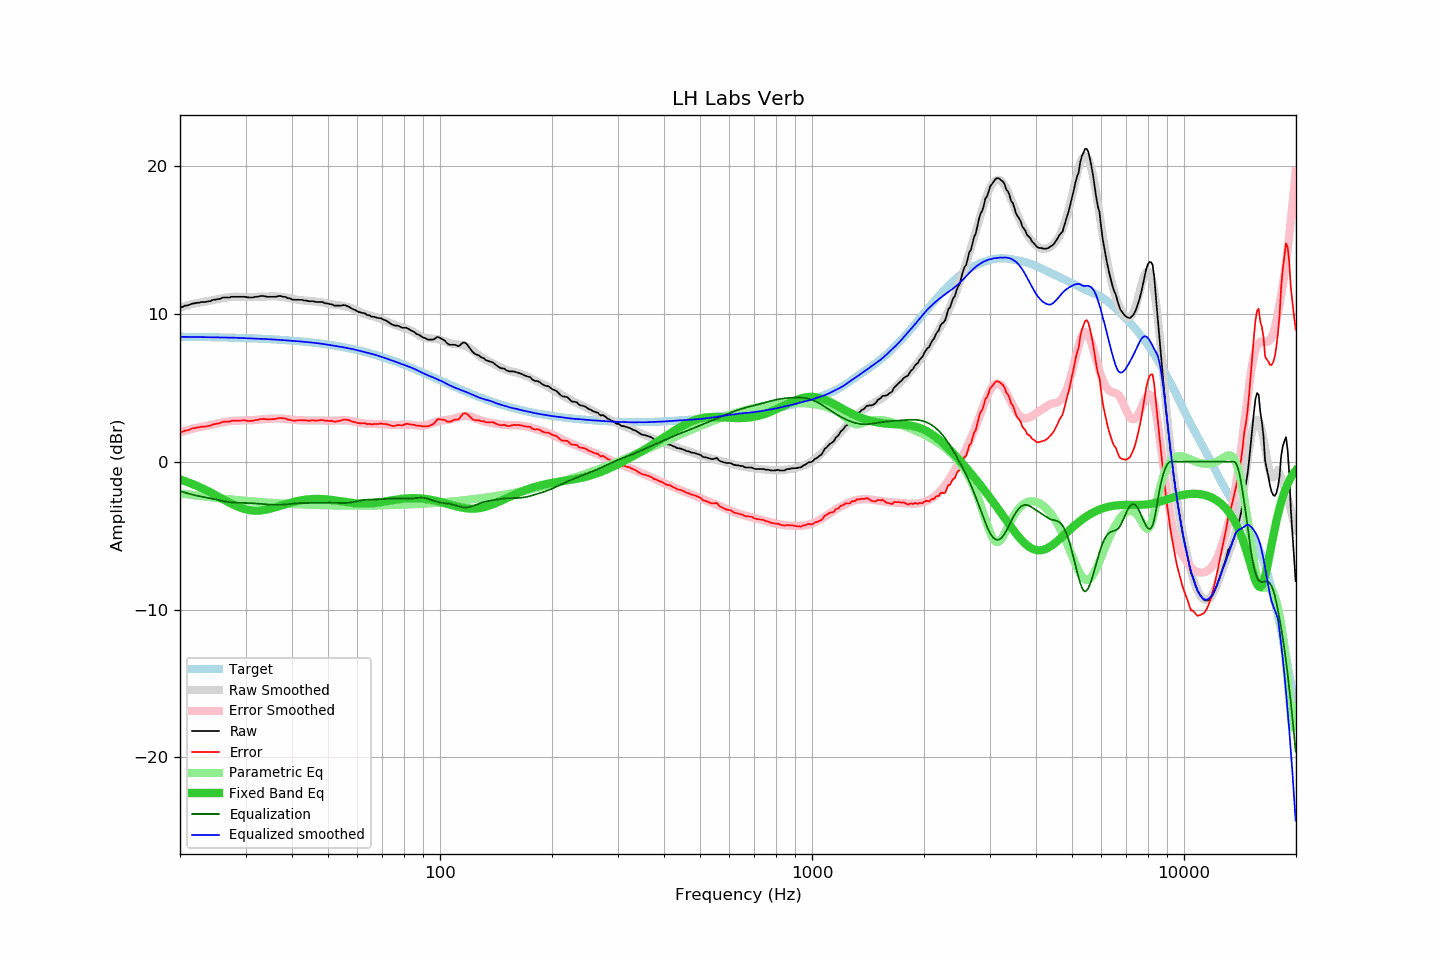 LH Labs Verb
Amplitude (dBr)
20
10
0
−10
−20
Target
Raw Smoothed
Error Smoothed
Raw
Error
Parametric Eq
Fixed Band Eq
Equalization
Equalized smoothed
100 1000 10000
Frequency (Hz)